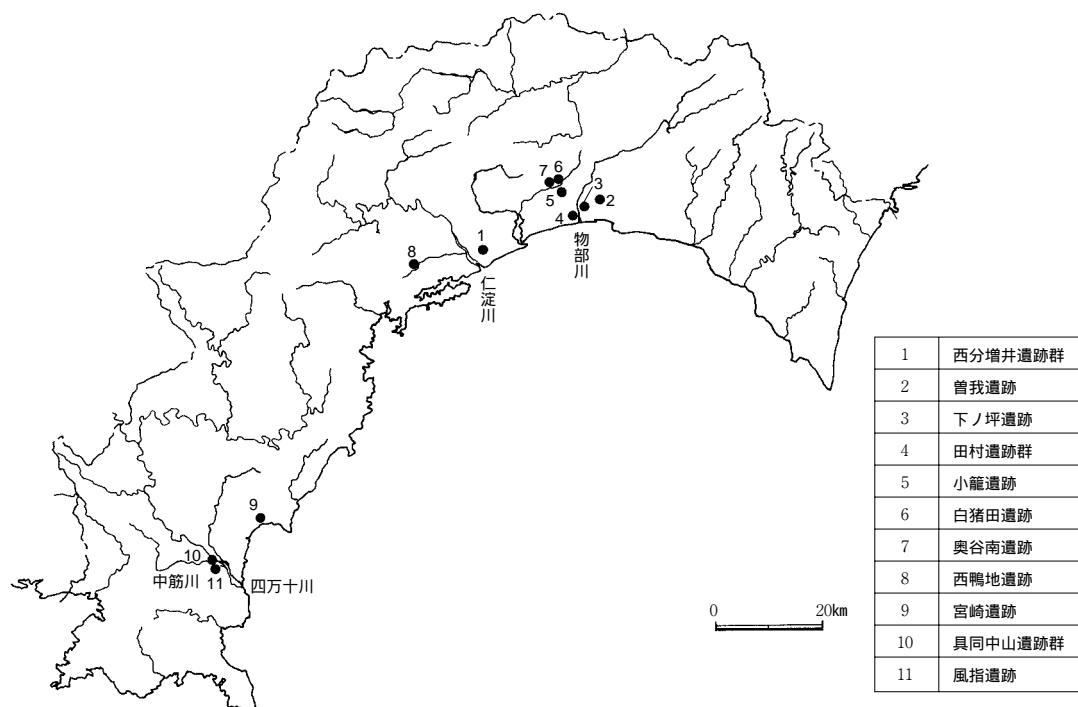 7
6
5
3
2
4
1
8
物部川
仁淀川
9
10
中筋川
11
四万十川
0 20km
1 西分増井遺跡群
2 曽我遺跡
3 下ノ坪遺跡
4 田村遺跡群
5 小籠遺跡
6 白猪田遺跡
7 奥谷南遺跡
8 西鴨地遺跡
9 宮崎遺跡
10 具同中山遺跡群
11 風指遺跡